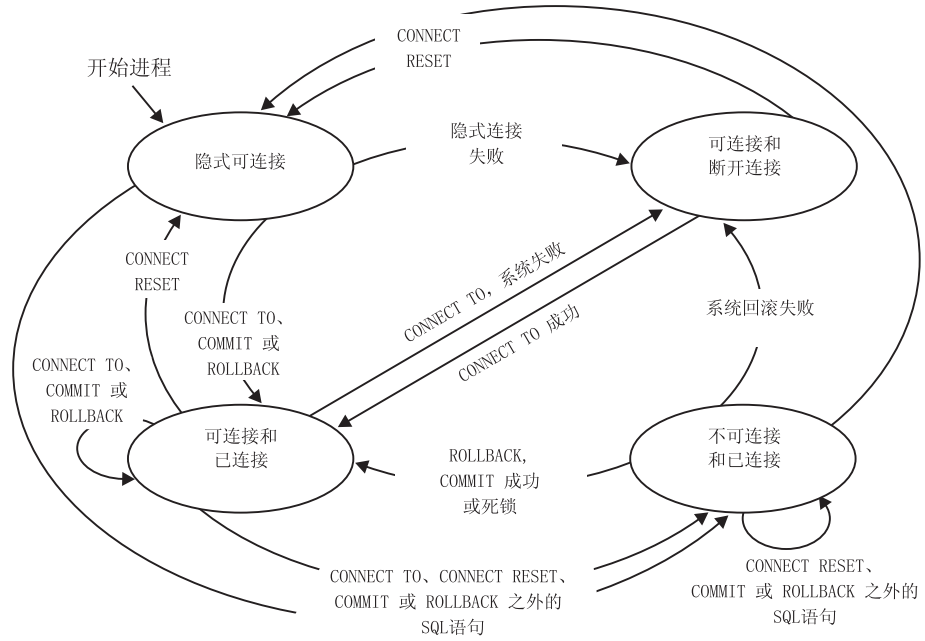 CONNECT
RESET
开始进程
隐式可连接
隐式连接
失败
可连接和
断开连接
CONNECT
RESET
CONNECT TO、
COMMIT 或
ROLLBACK
CONNECT TO, 系统失败
CONNECT TO 成功
系统回滚失败
CONNECT TO、
COMMIT 或
ROLLBACK
可连接和
已连接
ROLLBACK,
COMMIT 成功
或死锁
不可连接
和已连接
CONNECT TO、CONNECT RESET、
COMMIT 或 ROLLBACK 之外的
SQL语句
CONNECT RESET、
COMMIT 或 ROLLBACK 之外的
SQL语句